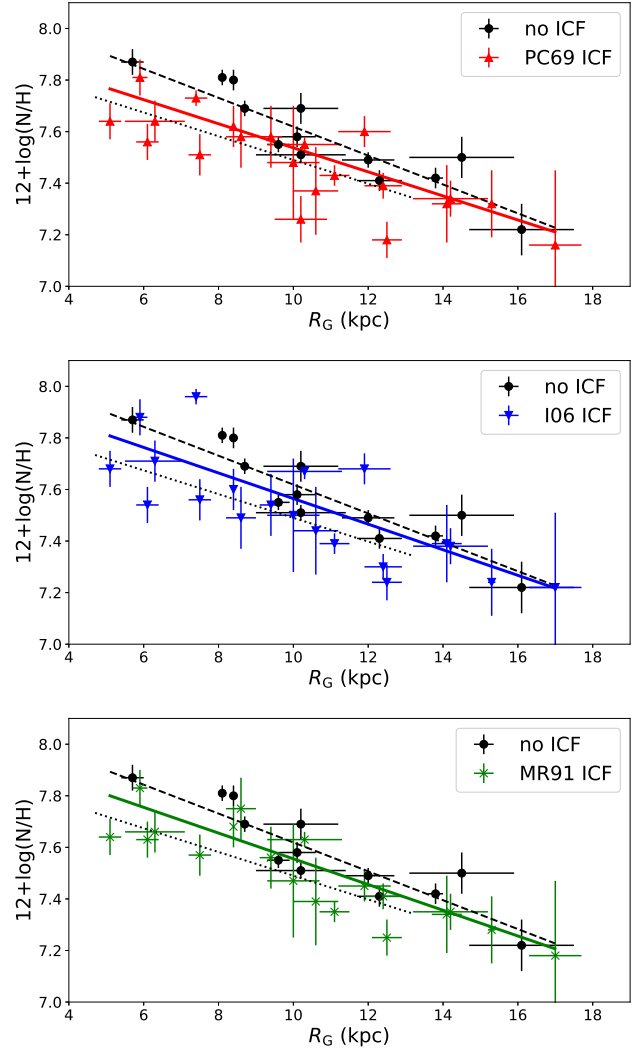 no ICF
PC69 ICF
12+log(N/H)
8.0
7.8
7.6
7.4
7.2
7.0
4 6 8 10 12 14 16 18
R_G (kpc)
no ICF
I06 ICF
12+log(N/H)
8.0
7.8
7.6
7.4
7.2
7.0
4 6 8 10 12 14 16 18
R_G (kpc)
no ICF
MR91 ICF
12+log(N/H)
8.0
7.8
7.6
7.4
7.2
7.0
4 6 8 10 12 14 16 18
R_G (kpc)